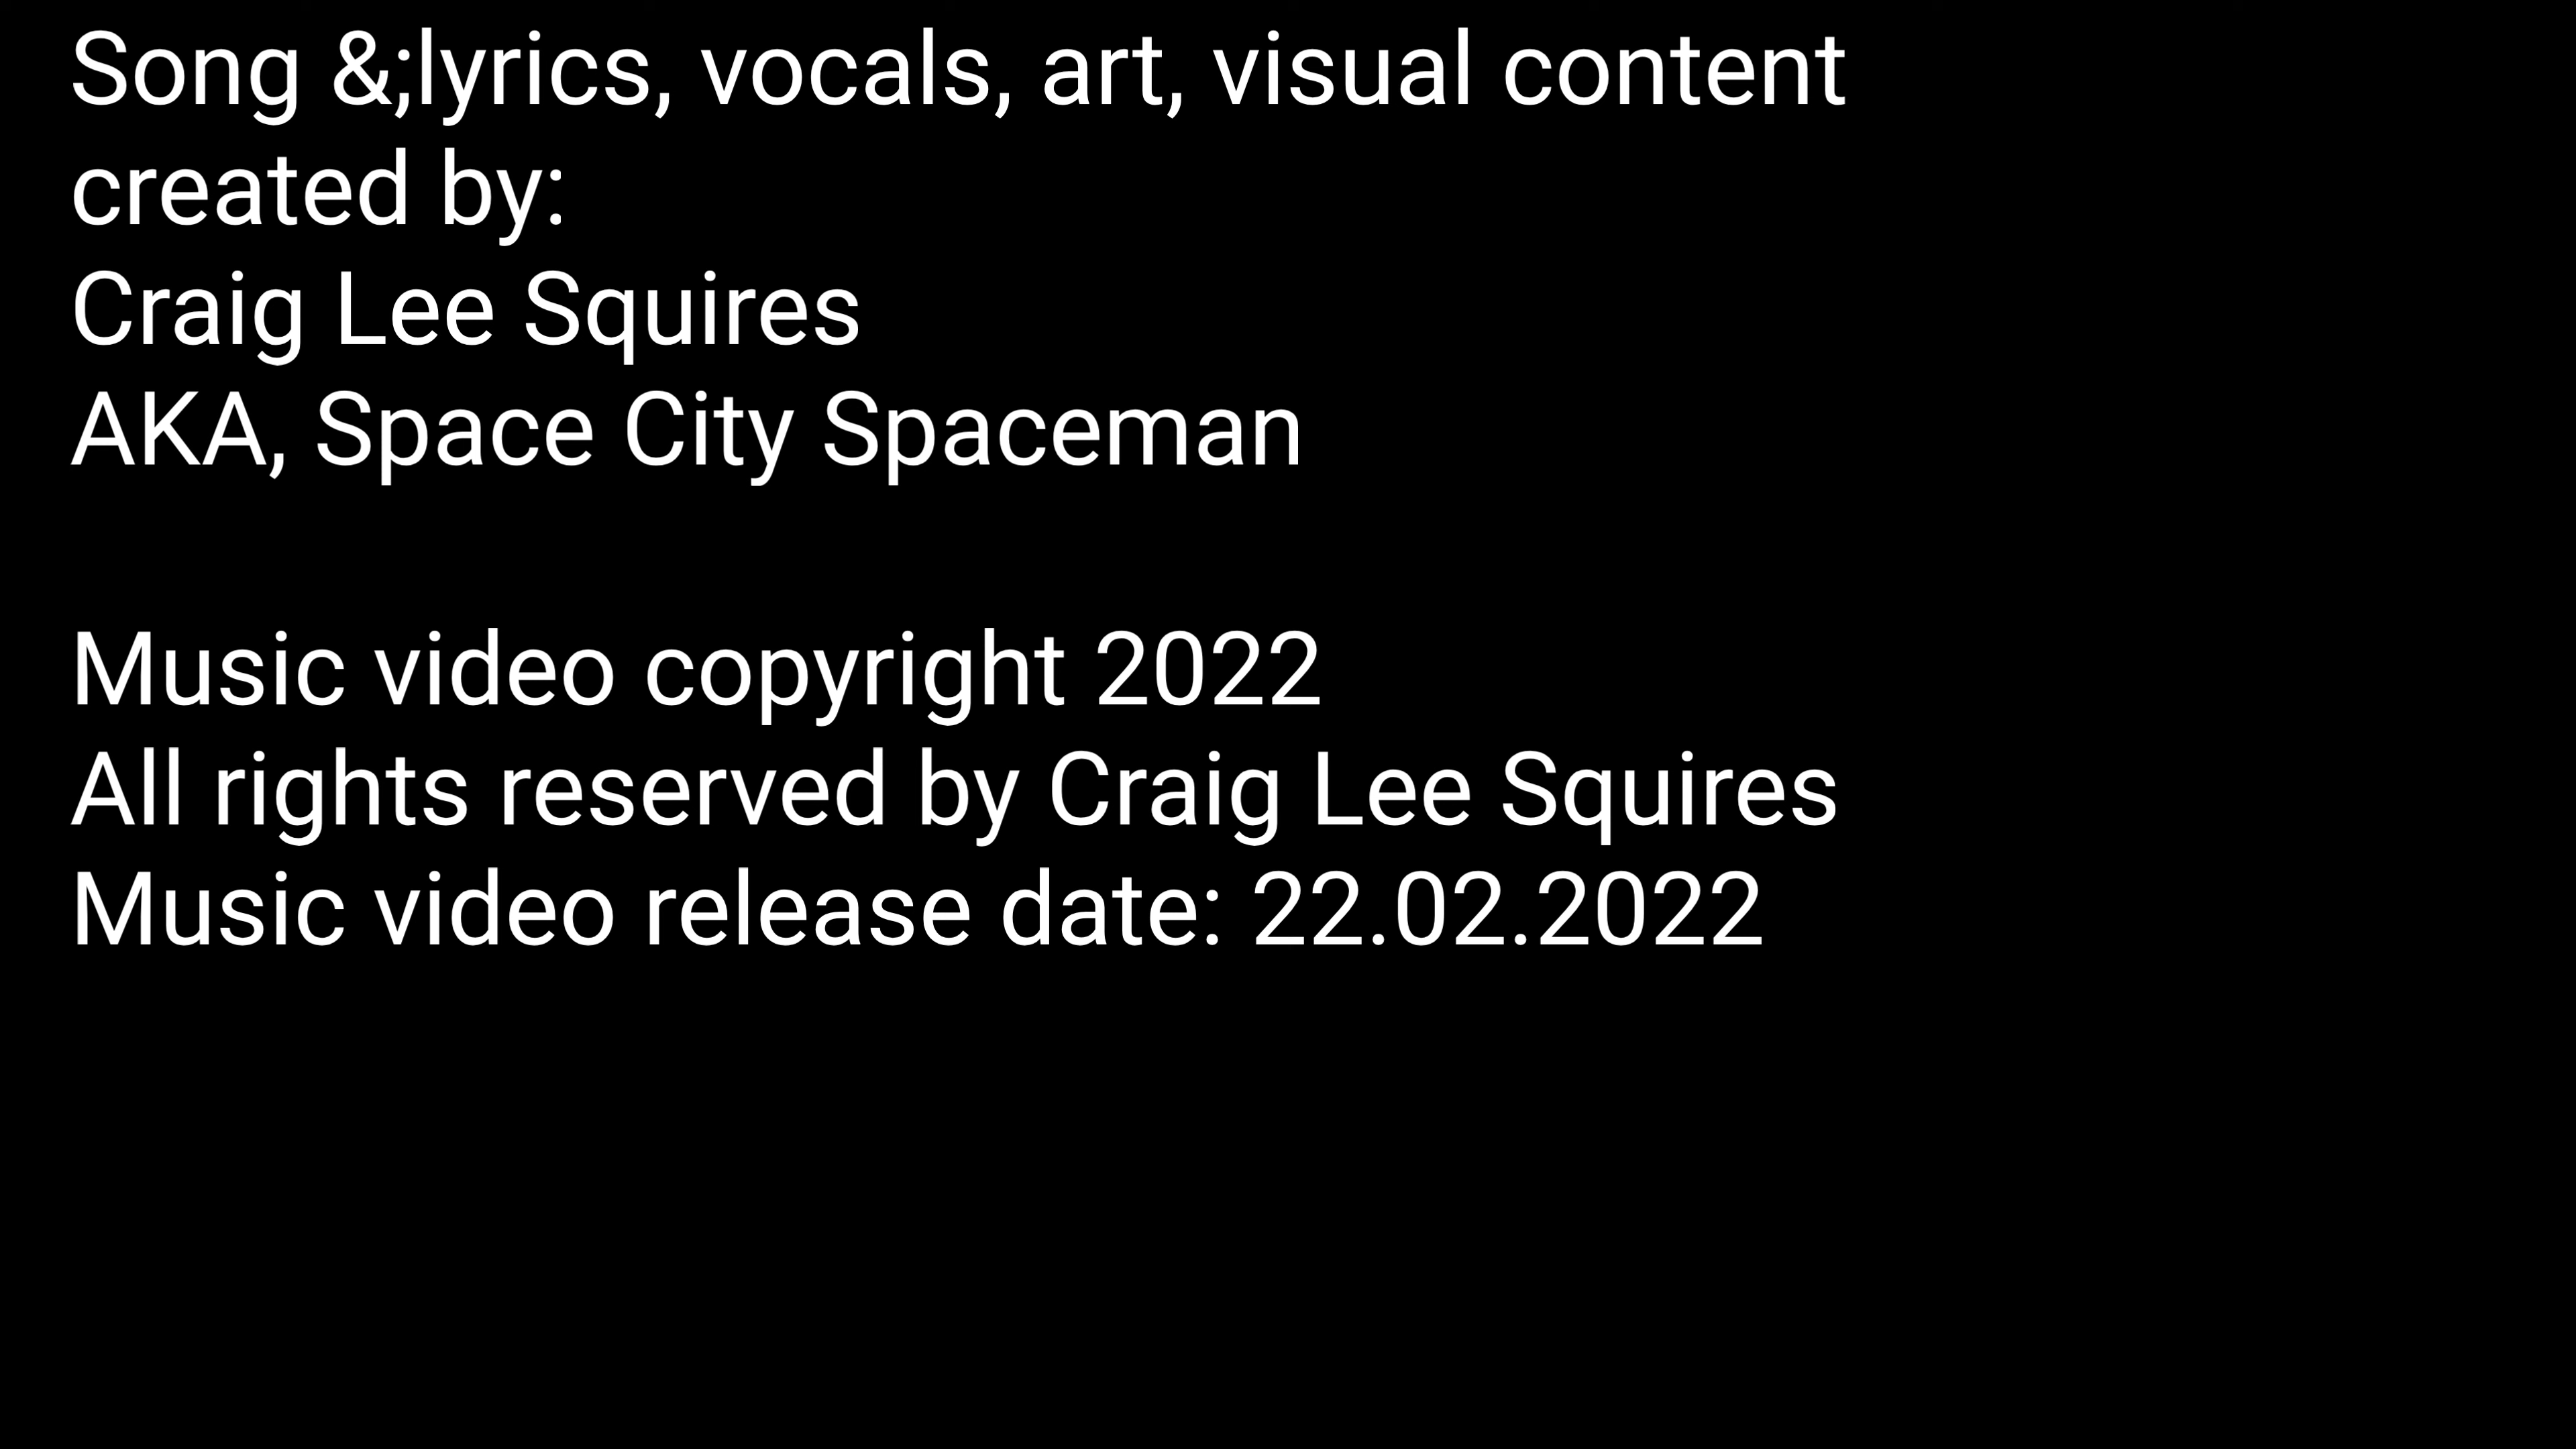 Song &;lyrics, vocals, art, visual content
created by:
Craig Lee Squires
AKA, Space City Spaceman
Music video copyright 2022
All rights reserved by Craig Lee Squires
Music video release date: 22.02.2022